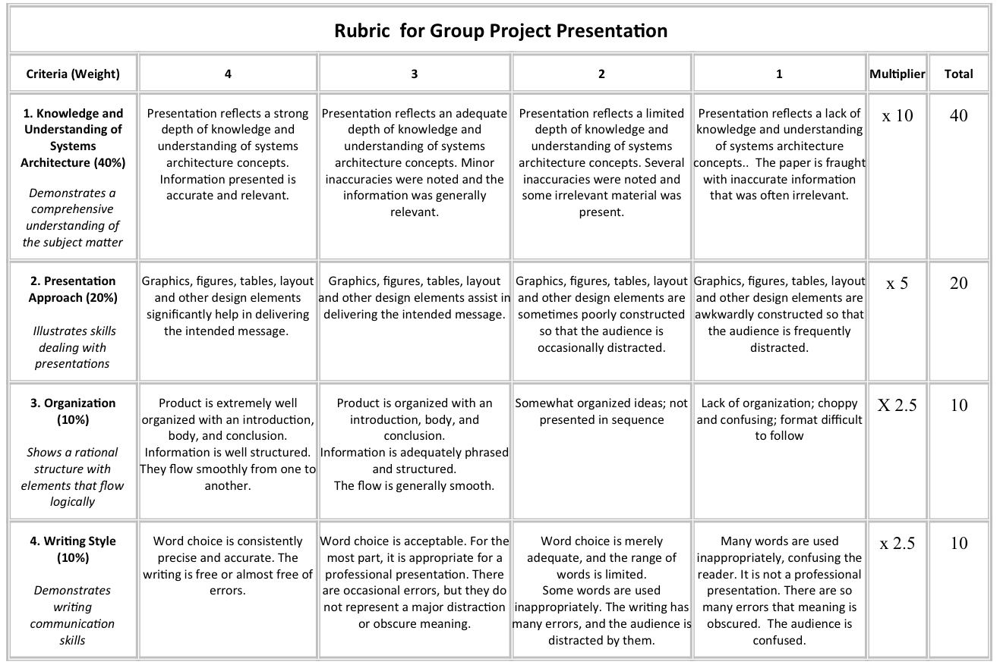 Rubric  for Group Project Presentation
Criteria (Weight)
4
3
2
1
Multiplier
Total
1. Knowledge and
Understanding of
Systems
Architecture (40%)
Demonstrates a
comprehensive
understanding of
the subject matter
Presentation reflects a strong
depth of knowledge and
understanding of systems
architecture concepts.
Information presented is
accurate and relevant.
Presentation reflects an adequate
depth of knowledge and
understanding of systems
architecture concepts. Minor
inaccuracies were noted and the
information was generally
relevant.
Presentation reflects a limited
depth of knowledge and
understanding of systems
architecture concepts. Several
inaccuracies were noted and
some irrelevant material was
present.
Presentation reflects a lack of
knowledge and understanding
of systems architecture
concepts..  The paper is fraught
with inaccurate information
that was often irrelevant.
x 10
40
2. Presentation
Approach (20%)
Illustrates skills
dealing with
presentations
Graphics, figures, tables, layout
and other design elements
significantly help in delivering
the intended message.
Graphics, figures, tables, layout
and other design elements assist in
delivering the intended message.
Graphics, figures, tables, layout
and other design elements are
sometimes poorly constructed
so that the audience is
occasionally distracted.
Graphics, figures, tables, layout
and other design elements are
awkwardly constructed so that
the audience is frequently
distracted.
x 5
20
3. Organization
(10%)
Shows a rational
structure with
elements that flow
logically
Product is extremely well
organized with an introduction,
body, and conclusion.
Information is well structured.
They flow smoothly from one to
another.
Product is organized with an
introduction, body, and
conclusion.
Information is adequately phrased
and structured.
The flow is generally smooth.
Somewhat organized ideas; not
presented in sequence
Lack of organization; choppy
and confusing; format difficult
to follow
X 2.5
10
4. Writing Style
(10%)
Demonstrates
writing
communication
skills
Word choice is consistently
precise and accurate. The
writing is free or almost free of
errors.
Word choice is acceptable. For the
most part, it is appropriate for a
professional presentation. There
are occasional errors, but they do
not represent a major distraction
or obscure meaning.
Word choice is merely
adequate, and the range of
words is limited.
Some words are used
inappropriately. The writing has
many errors, and the audience is
distracted by them.
Many words are used
inappropriately, confusing the
reader. It is not a professional
presentation. There are so
many errors that meaning is
obscured.  The audience is
confused.
x 2.5
10